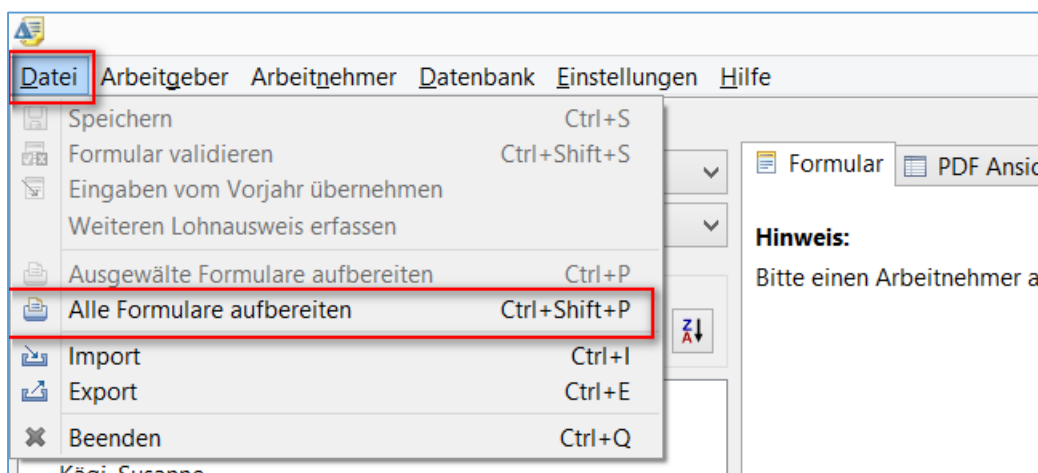 Datei Arbeitgeber Arbeitnehmer Datenbank Einstellungen Hilfe
Speichern Ctrl+S
Formular validieren Ctrl+Shift+S
Eingaben vom Vorjahr übernehmen
Weiteren Lohnausweis erfassen
Ausgewälte Formulare aufbereiten Ctrl+P
Alle Formulare aufbereiten Ctrl+Shift+P
Import Ctrl+I
Export Ctrl+E
Beenden Ctrl+Q
Formular PDF Ansic
Hinweis:
Bitte einen Arbeitnehmer a
Z
A